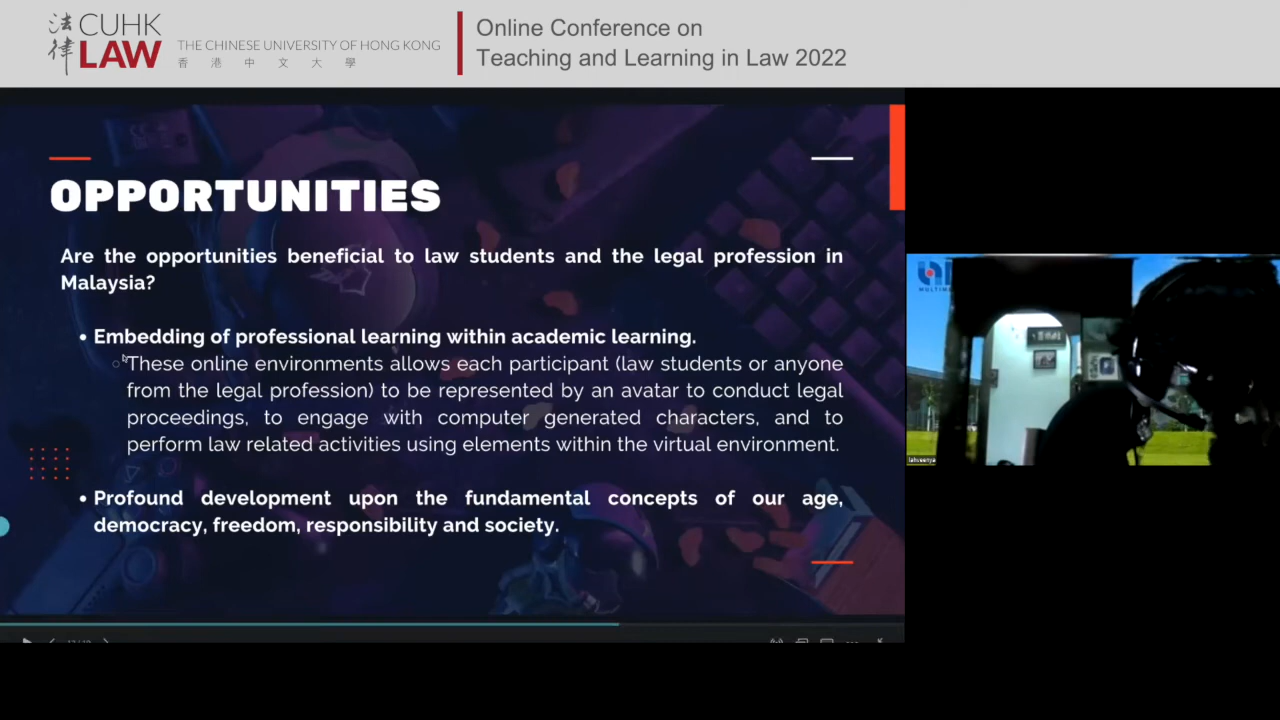 法律
CUHK
LAW
THE CHINESE UNIVERSITY OF HONG KONG
香港中文大學
Online Conference on
Teaching and Learning in Law 2022
OPPORTUNITIES
Are the opportunities beneficial to law students and the legal profession in
Malaysia?
• Embedding of professional learning within academic learning.
These online environments allows each participant (law students or anyone
from the legal profession) to be represented by an avatar to conduct legal
proceedings, to engage with computer generated characters, and to
perform law related activities using elements within the virtual environment.
• Profound development upon the fundamental concepts of our age,
democracy, freedom, responsibility and society.